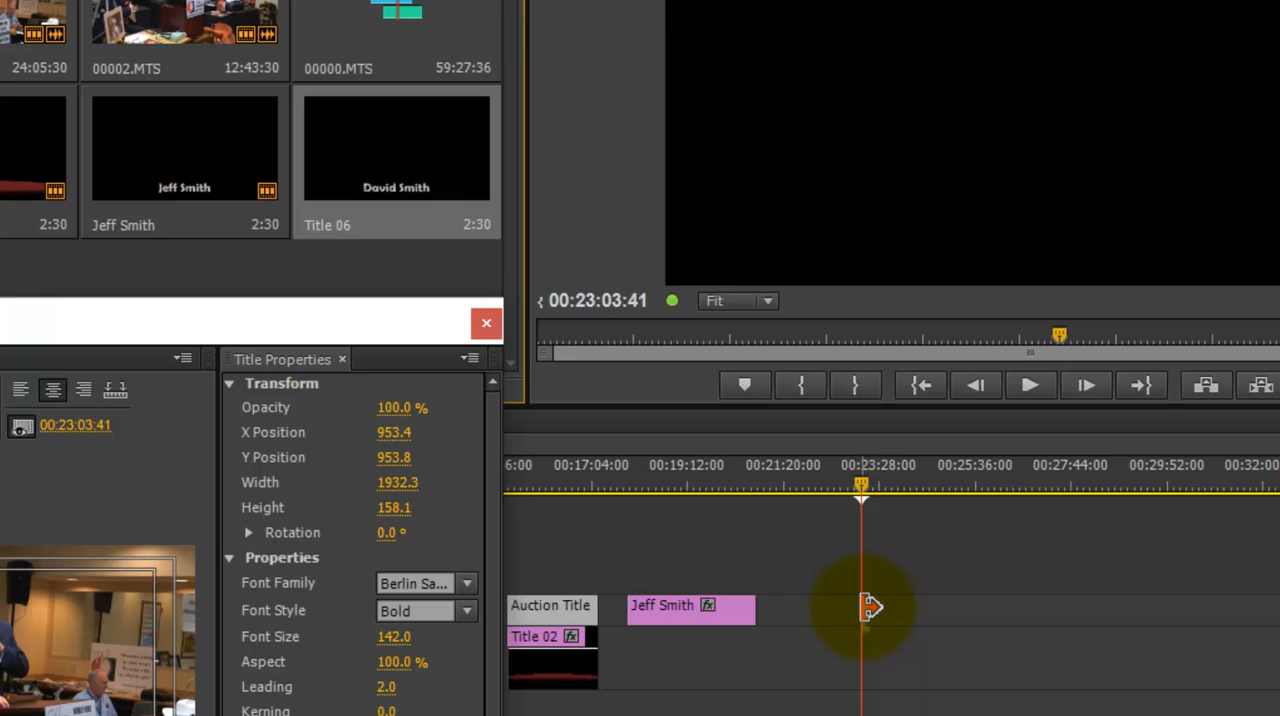 24:05:30
00002.MTS
12:43:30
00000.MTS
59:27:36
Jeff Smith
David Smith
2:30
Jeff Smith
2:30
Title 06
2:30
00:23:03:41
Fit
Title Properties
Transform
Opacity
100.0 %
X Position
953.4
Y Position
953.8
Width
1932.3
Height
158.1
Rotation
0.0 °
Properties
Font Family
Berlin Sa...
Font Style
Bold
Font Size
142.0
Aspect
100.0 %
Leading
2.0
Kerning
0.0
00:23:03:41
6:00
00:17:04:00
00:19:12:00
00:21:20:00
00:23:28:00
00:25:36:00
00:27:44:00
00:29:52:00
00:32:00
Auction Title
Jeff Smith
fx
Title 02
fx